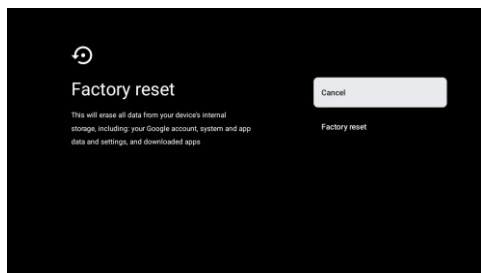 Factory reset
This will erase all data from your device's internal
storage, including: your Google account, system and app
data and settings, and downloaded apps
Cancel
Factory reset